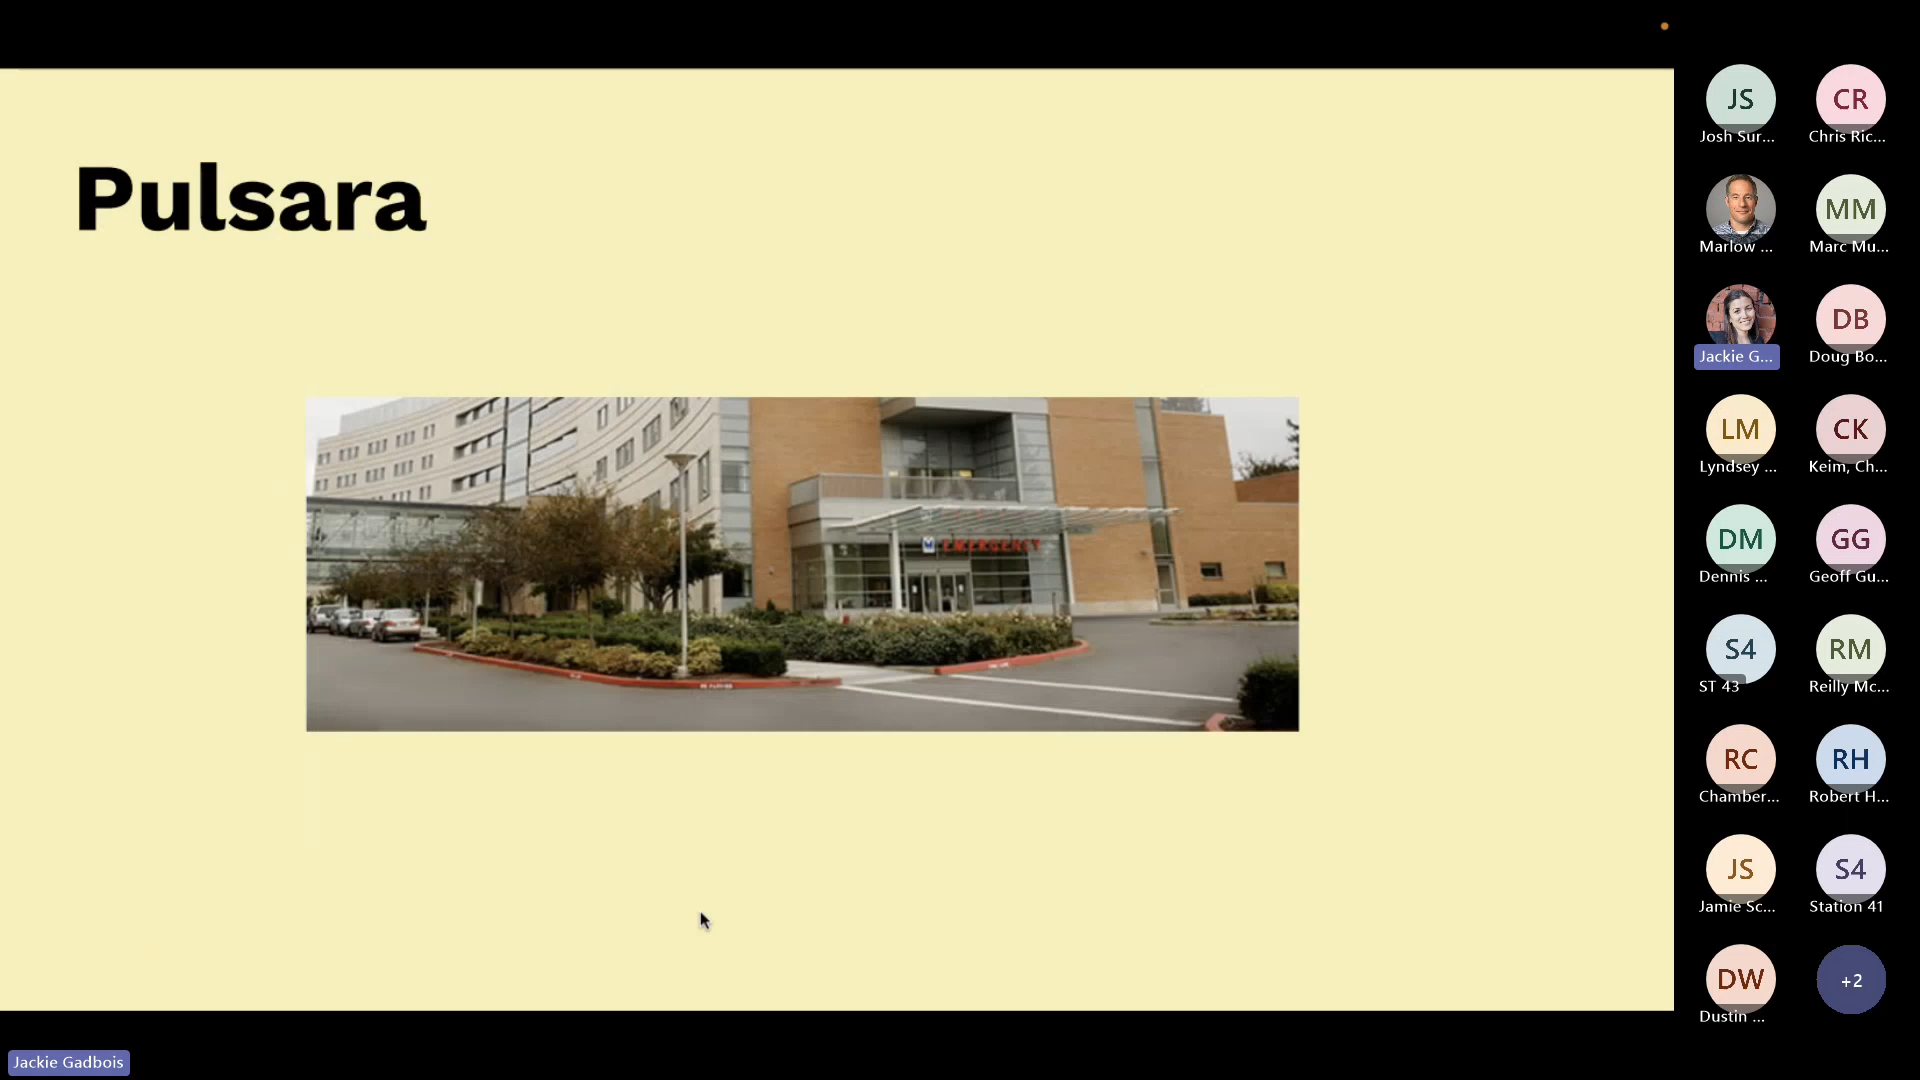 Pulsara
EMERGENCY
JS
Josh Sur...
CR
Chris Ric...
Marlow ...
MM
Marc Mu...
Jackie G...
DB
Doug Bo...
LM
Lyndsey ...
CK
Keim, Ch...
DM
Dennis ...
GG
Geoff Gu...
S4
ST 43
RM
Reilly Mc...
RC
Chamber...
RH
Robert H...
JS
Jamie Sc...
S4
Station 41
DW
Dustin ...
+2
Jackie Gadbois